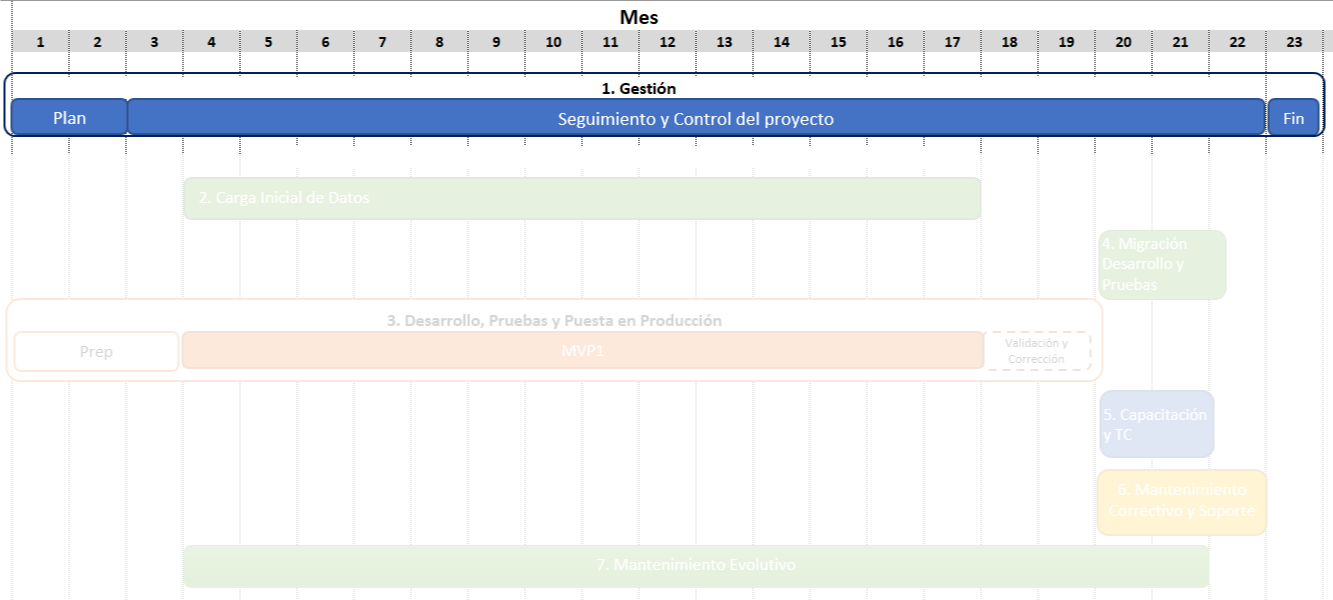 Mes
1 2 3 4 5 6 7 8 9 10 11 12 13 14 15 16 17 18 19 20 21 22 23
1. Gestión
Plan
Seguimiento y Control del proyecto
Fin
2. Carga Inicial de Datos
4. Migración
Desarrollo y
Pruebas
3. Desarrollo, Pruebas y Puesta en Producción
Prep
MVP1
Validación y
Corrección
5. Capacitación
y TC
6. Mantenimiento
Correctivo y Soporte
7. Mantenimiento Evolutivo